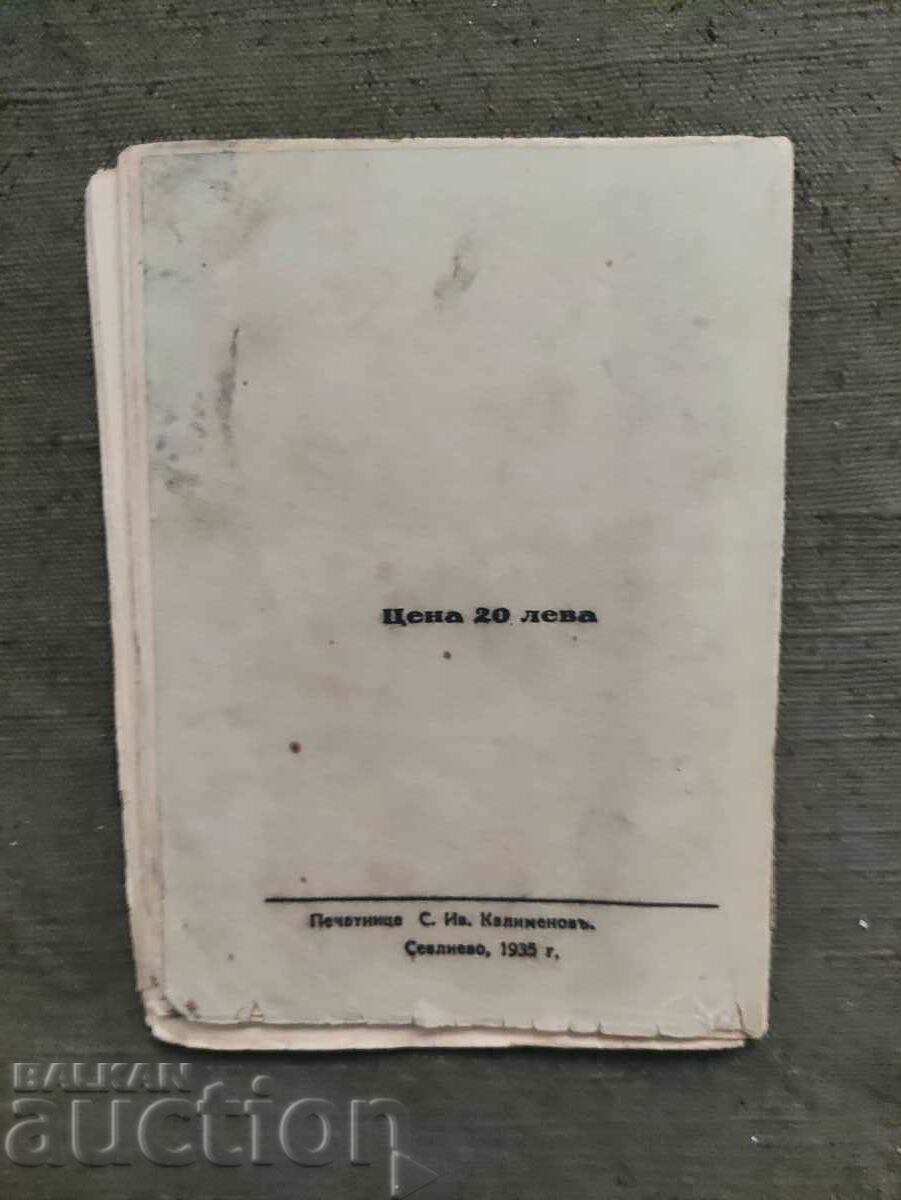 Цена 20 лева
Печатница С. Ив. Калименовъ.
Севлиево, 1935 г.
BALKAN
auction